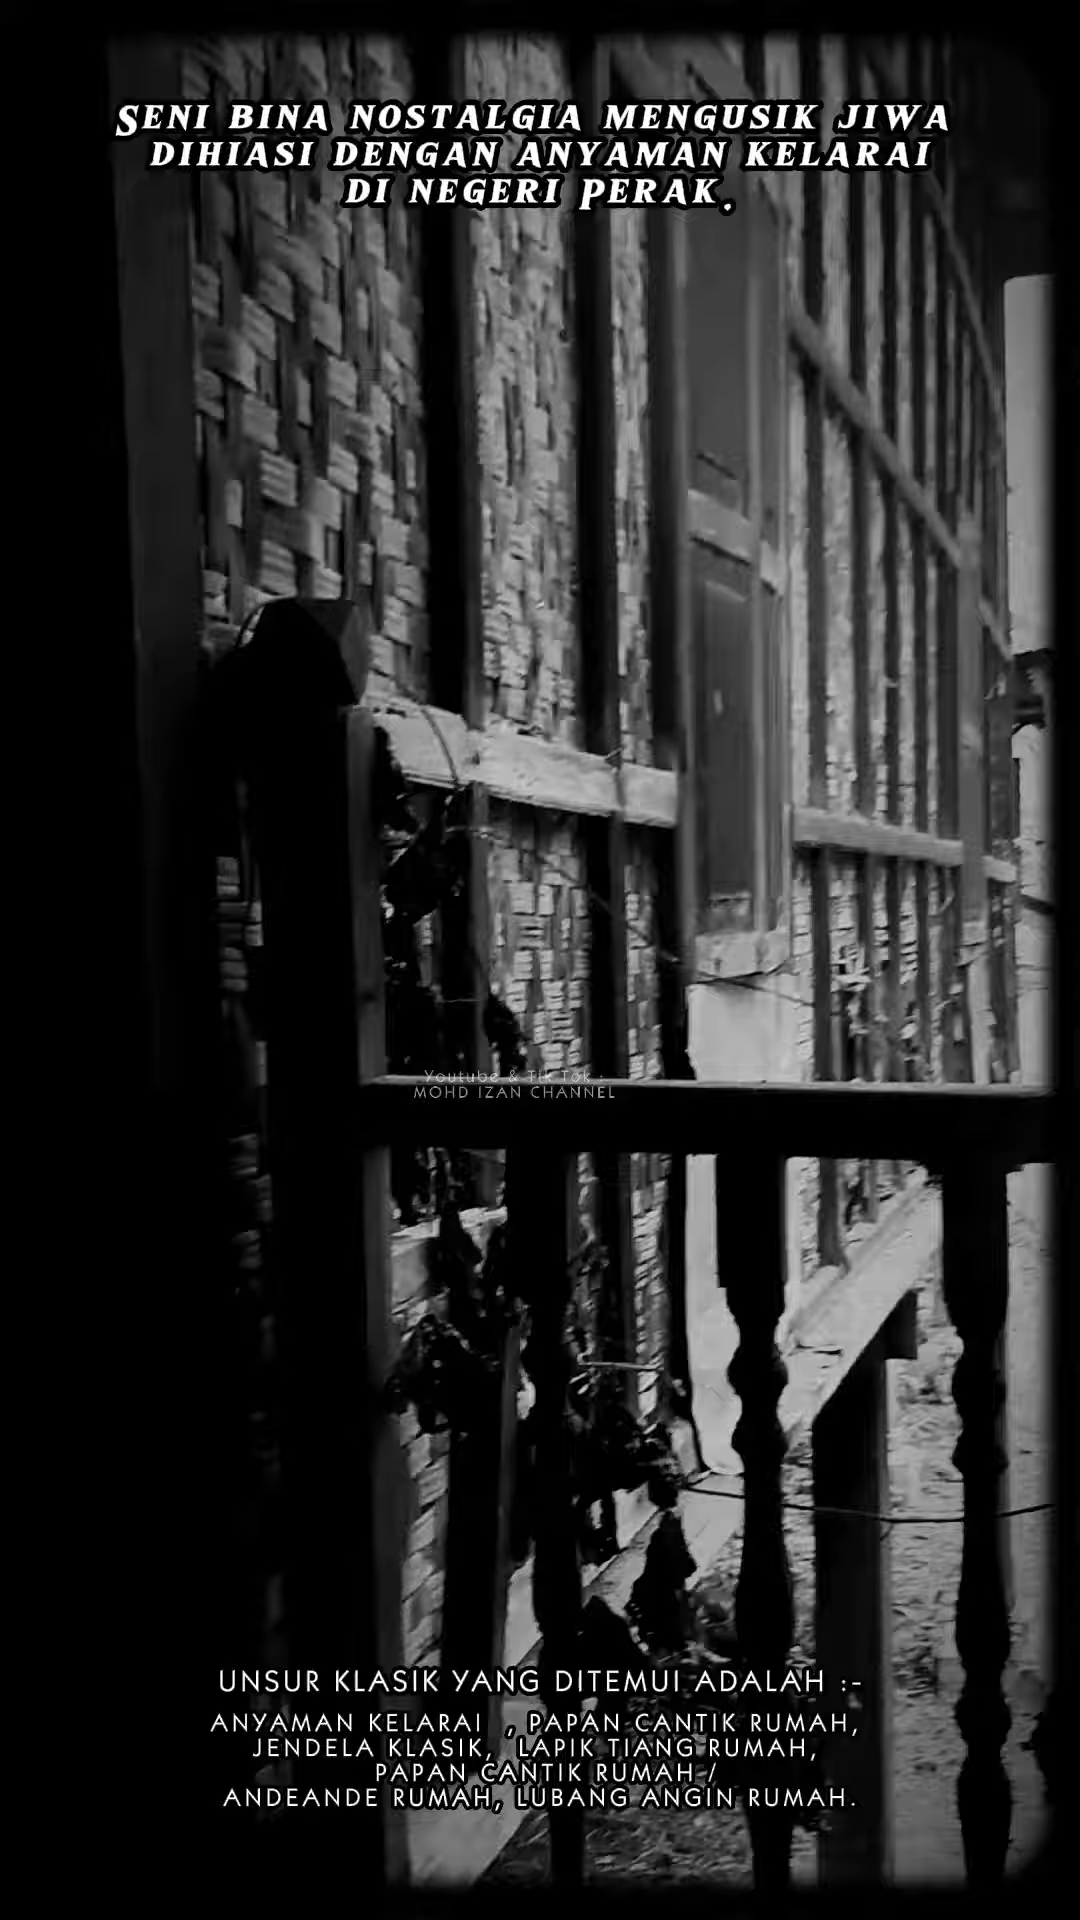 SENI BINA NOSTALGIA MENGUSIK JIWA
DIHIASI DENGAN ANYAMAN KELARAI
DI NEGERI PERAK.
Youtube & Tik Tok :
MOHD IZAN CHANNEL
UNSUR KLASIK YANG DITEMUI ADALAH :-
ANYAMAN KELARAI , PAPAN CANTIK RUMAH,
JENDELA KLASIK, LAPIK TIANG RUMAH,
PAPAN CANTIK RUMAH /
ANDEANDE RUMAH, LUBANG ANGIN RUMAH.